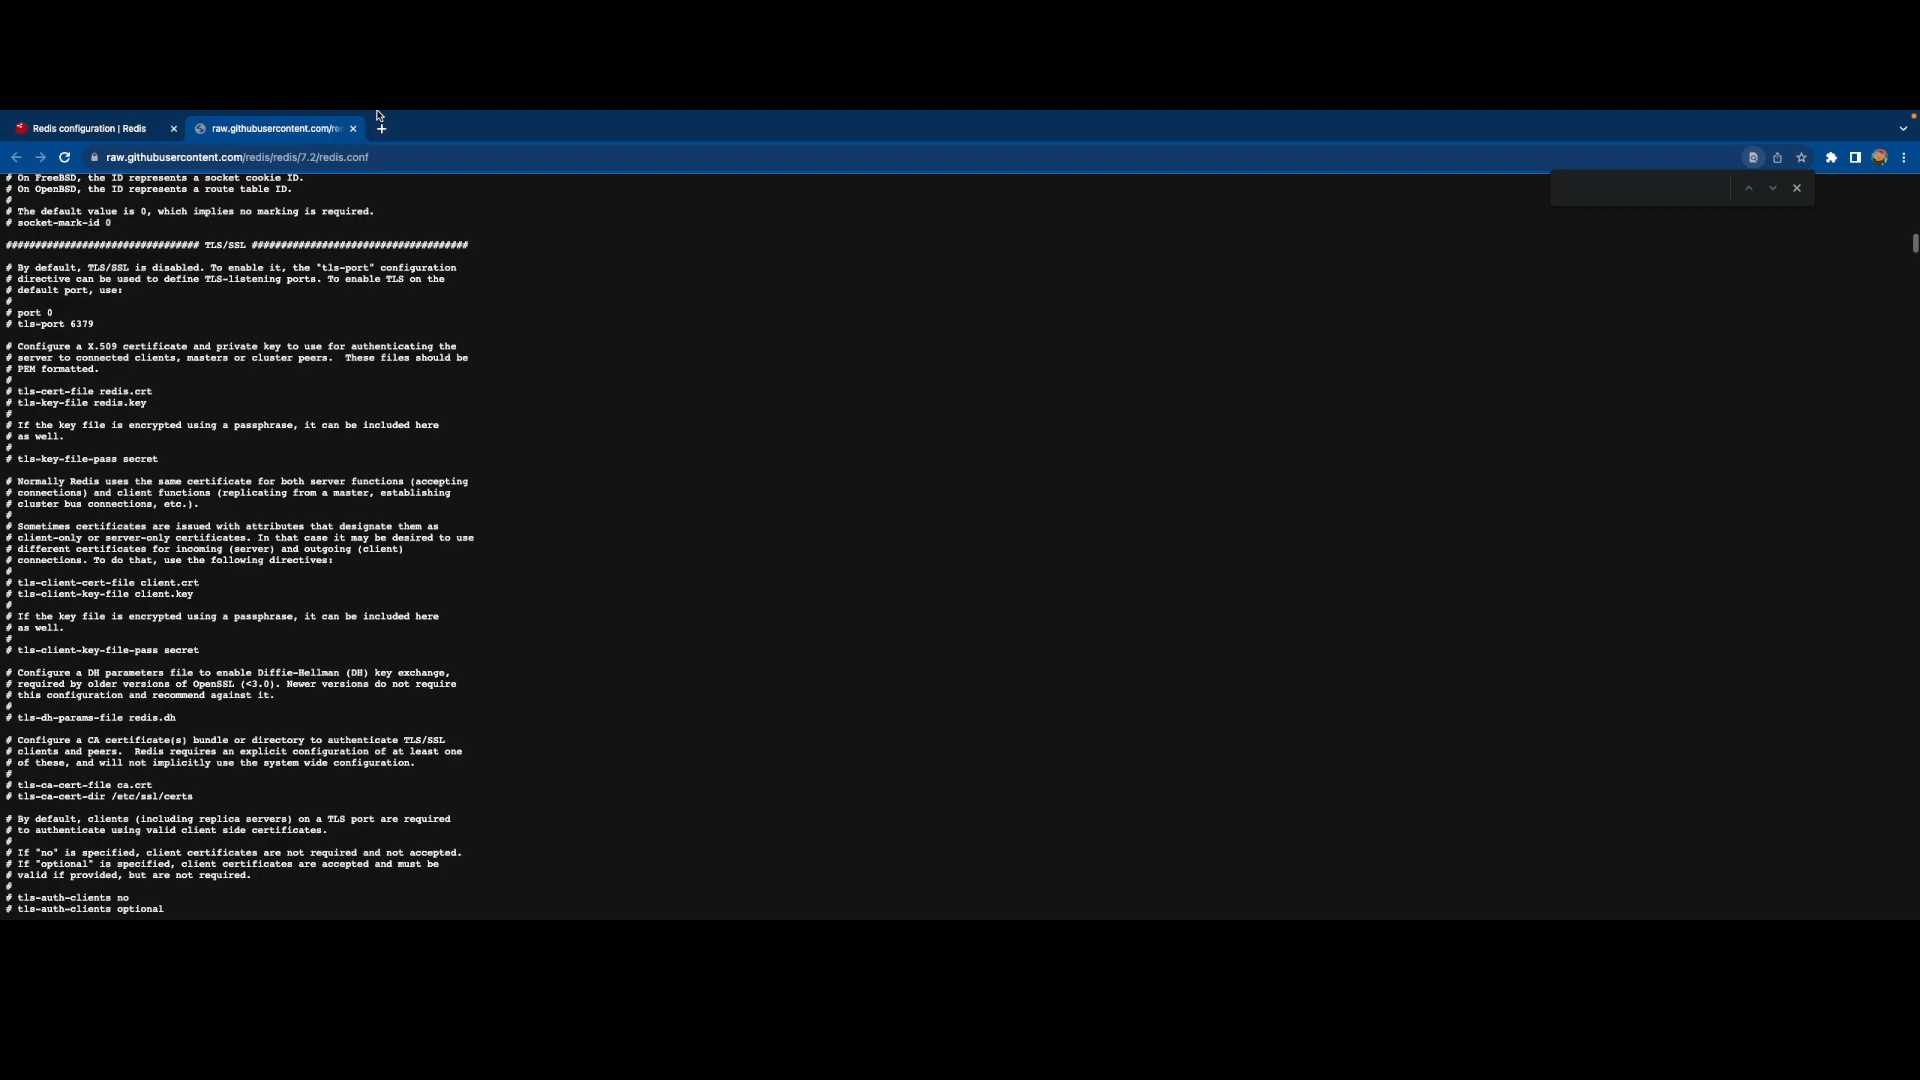 Redis configuration | Redis
raw.githubusercontent.com/re
raw.githubusercontent.com/redis/redis/7.2/redis.conf
# On FreeBSD, the ID represents a socket cookie ID.
# On OpenBSD, the ID represents a route table ID.
#
# The default value is 0, which implies no marking is required.
# socket-mark-id 0
################################# TLS/SSL #####################################
# By default, TLS/SSL is disabled. To enable it, the "tls-port" configuration
# directive can be used to define TLS-listening ports. To enable TLS on the
# default port, use:
#
# port 0
# tls-port 6379
# Configure a X.509 certificate and private key to use for authenticating the
# server to connected clients, masters or cluster peers.  These files should be
# PEM formatted.
#
# tls-cert-file redis.crt
# tls-key-file redis.key
#
# If the key file is encrypted using a passphrase, it can be included here
# as well.
#
# tls-key-file-pass secret
# Normally Redis uses the same certificate for both server functions (accepting
# connections) and client functions (replicating from a master, establishing
# cluster bus connections, etc.).
#
# Sometimes certificates are issued with attributes that designate them as
# client-only or server-only certificates. In that case it may be desired to use
# different certificates for incoming (server) and outgoing (client)
# connections. To do that, use the following directives:
#
# tls-client-cert-file client.crt
# tls-client-key-file client.key
#
# If the key file is encrypted using a passphrase, it can be included here
# as well.
#
# tls-client-key-file-pass secret
# Configure a DH parameters file to enable Diffie-Hellman (DH) key exchange,
# required by older versions of OpenSSL (<3.0). Newer versions do not require
# this configuration and recommend against it.
#
# tls-dh-params-file redis.dh
# Configure a CA certificate(s) bundle or directory to authenticate TLS/SSL
# clients and peers.  Redis requires an explicit configuration of at least one
# of these, and will not implicitly use the system wide configuration.
#
# tls-ca-cert-file ca.crt
# tls-ca-cert-dir /etc/ssl/certs
# By default, clients (including replica servers) on a TLS port are required
# to authenticate using valid client side certificates.
#
# If "no" is specified, client certificates are not required and not accepted.
# If "optional" is specified, client certificates are accepted and must be
# valid if provided, but are not required.
#
# tls-auth-clients no
# tls-auth-clients optional